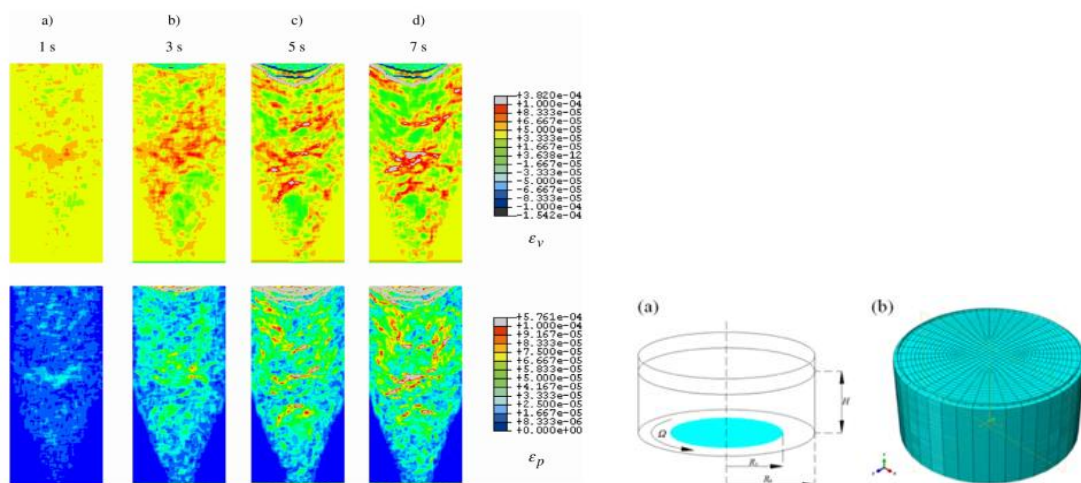 a) b) c) d)
1 s 3 s 5 s 7 s
+3.820e-04
+1.000e-04
+8.333e-05
+6.667e-05
+5.000e-05
+3.333e-05
+1.667e-05
+3.638e-12
-1.667e-05
-3.333e-05
-5.000e-05
-6.667e-05
-8.333e-05
-1.000e-04
-1.542e-04
εv
+5.761e-04
+1.000e-04
+9.167e-05
+8.333e-05
+7.500e-05
+6.667e-05
+5.833e-05
+5.000e-05
+4.167e-05
+3.333e-05
+2.500e-05
+1.667e-05
+8.333e-06
+0.000e+00
εp
(a) (b)
H
Ω